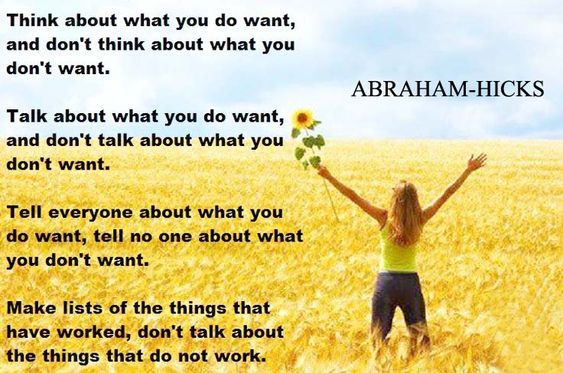 Think about what you do want,
and don't think about what you
don't want.
ABRAHAM-HICKS
Talk about what you do want,
and don't talk about what you
don't want.
Tell everyone about what you
do want, tell no one about what
you don't want.
Make lists of the things that
have worked, don't talk about
the things that do not work.